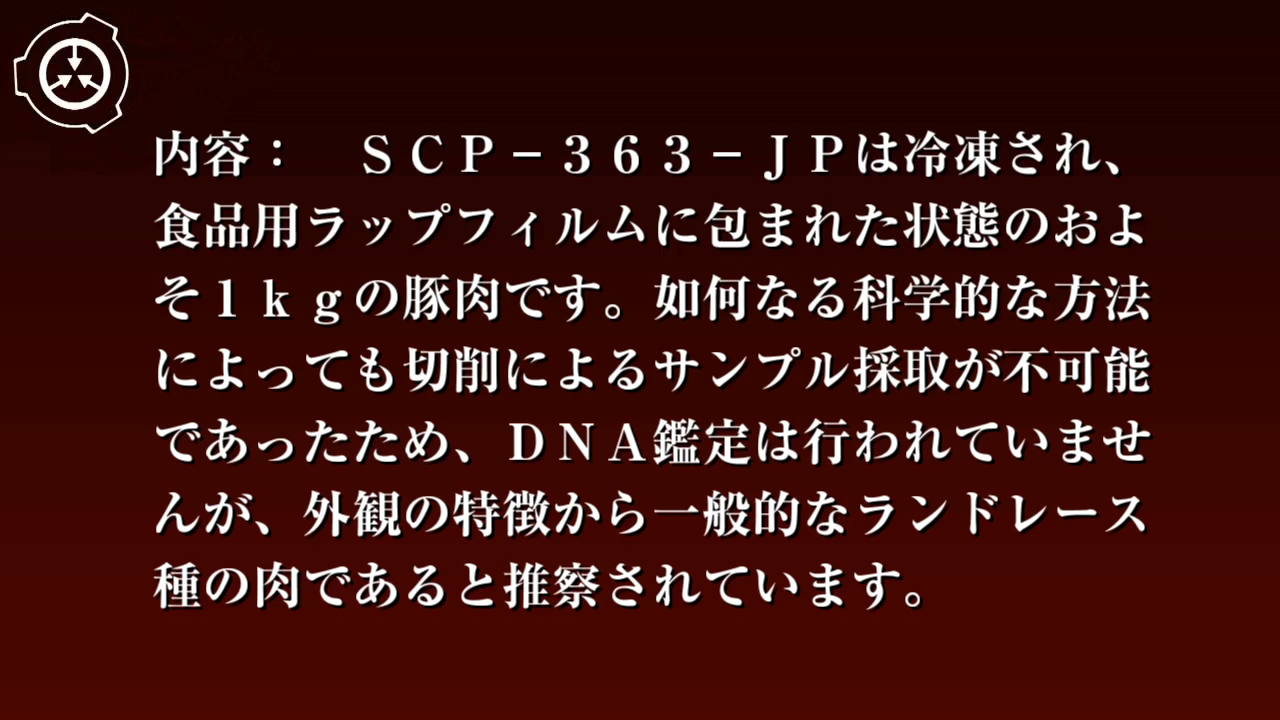 内容： ＳＣＰ－３６３－ＪＰは冷凍され、
食品用ラップフィルムに包まれた状態のおよ
そ１ｋｇの豚肉です。如何なる科学的な方法
によっても切削によるサンプル採取が不可能
であったため、ＤＮＡ鑑定は行われていませ
んが、外観の特徴から一般的なランドレース
種の肉であると推察されています。